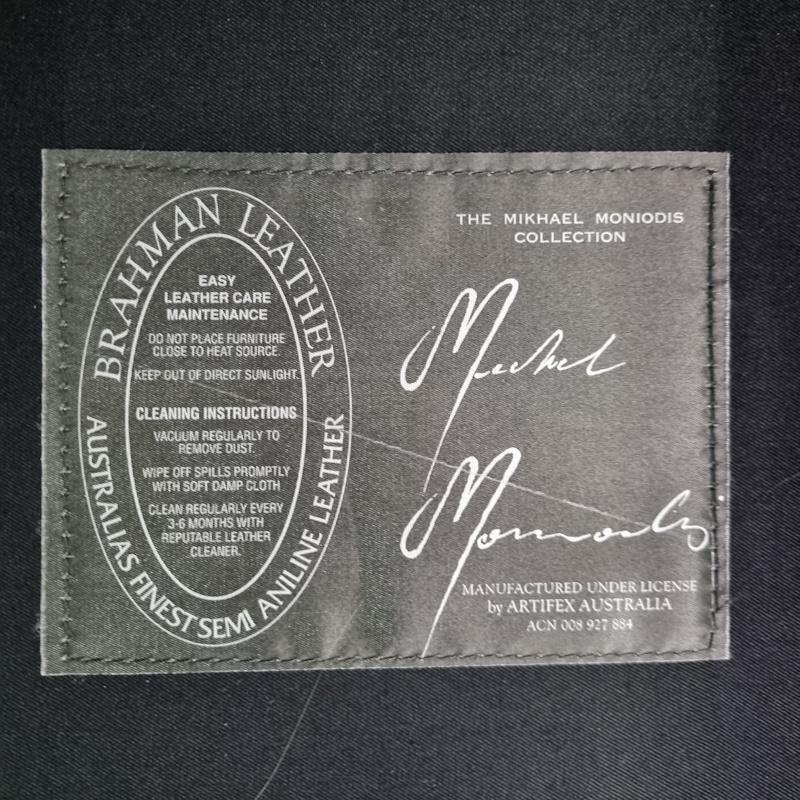 BRAHMAN LEATHER
EASY
LEATHER CARE
MAINTENANCE
DO NOT PLACE FURNITURE
CLOSE TO HEAT SOURCE.
KEEP OUT OF DIRECT SUNLIGHT.
CLEANING INSTRUCTIONS
VACUUM REGULARLY TO
REMOVE DUST.
WIPE OFF SPILLS PROMPTLY
WITH SOFT DAMP CLOTH
CLEAN REGULARLY EVERY
3-6 MONTHS WITH
REPUTABLE LEATHER
CLEANER.
AUSTRALIAS FINEST SEMI ANILINE LEATHER
THE MIKHAEL MONIODIS
COLLECTION
MANUFACTURED UNDER LICENSE
by ARTIFEX AUSTRALIA
ACN 008 927 884